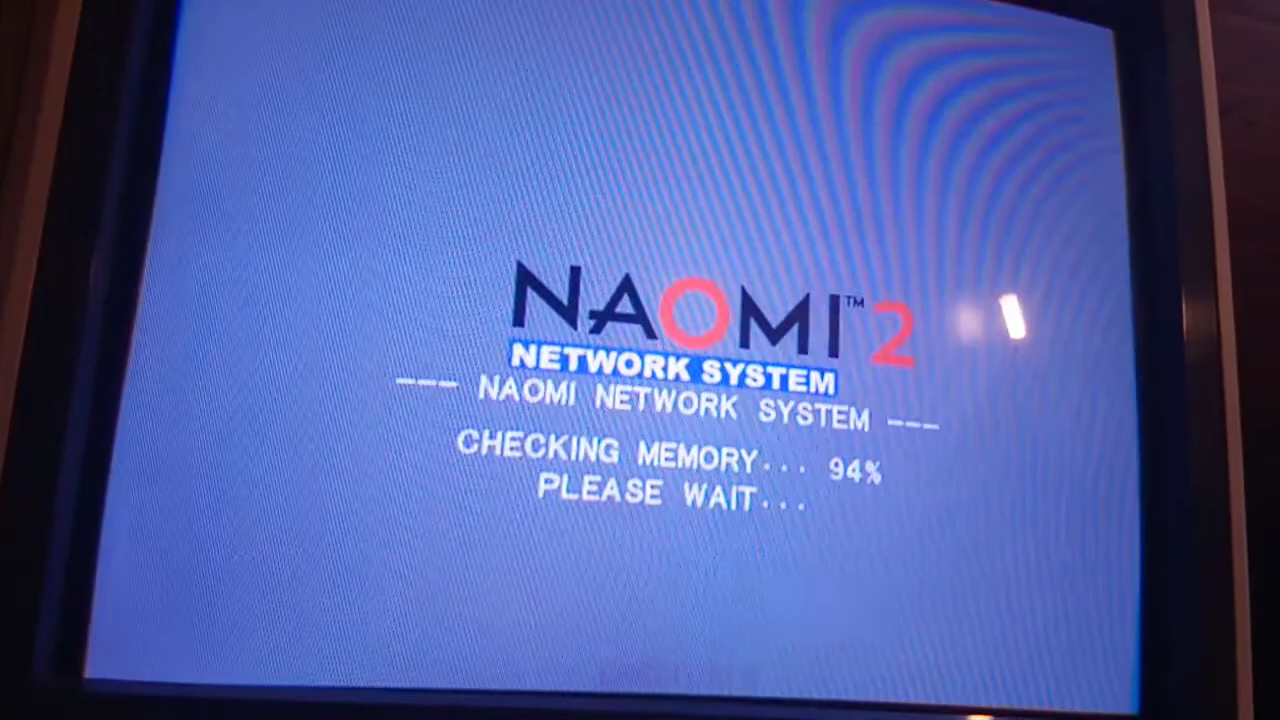 NAOMI™2
NETWORK SYSTEM
--- NAOMI NETWORK SYSTEM ---
CHECKING MEMORY... 94%
PLEASE WAIT...